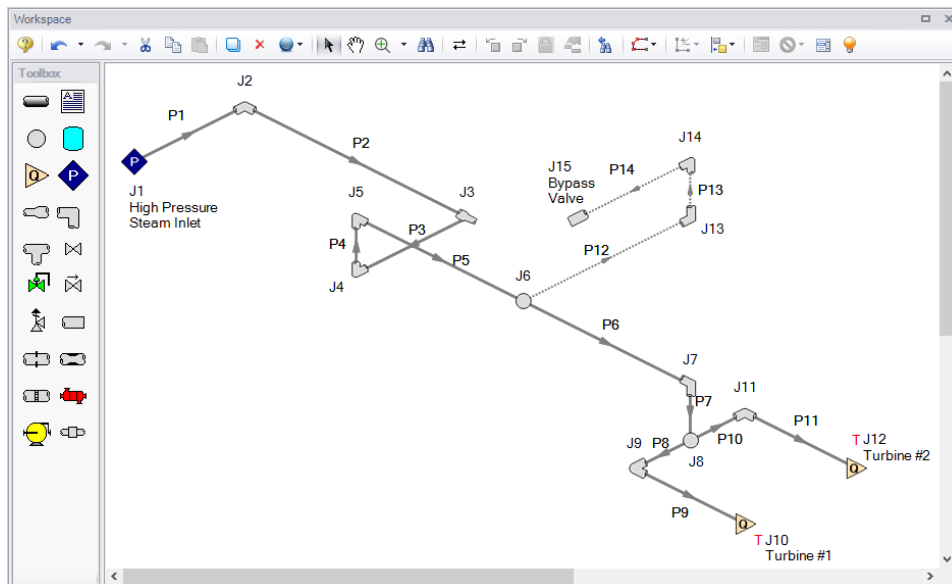 Workspace
Toolbox
A
Q
P
J2
P1
P2
P
J1
High Pressure
Steam Inlet
J5
J3
P4
P3
P5
J4
J14
J15
Bypass
Valve
P14
P13
J13
P12
J6
P6
J7
P7
J11
P11
P10
J9
P8
J8
T J12
Turbine #2
Q
P9
Q
T J10
Turbine #1